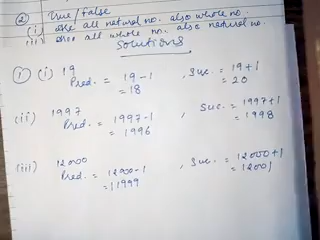 ② True/False
(i) Are all natural no. also whole no.
(ii) Are all whole no. also natural no.
Solutions
① (i) 19
Pred. = 19-1 , Suc. = 19+1
= 18 = 20
(ii) 1997
Pred. = 1997-1 , Suc. = 1997+1
= 1996 = 1998
(iii) 12000
Pred. = 12000-1 , Suc. = 12000+1
= 11999 = 12001